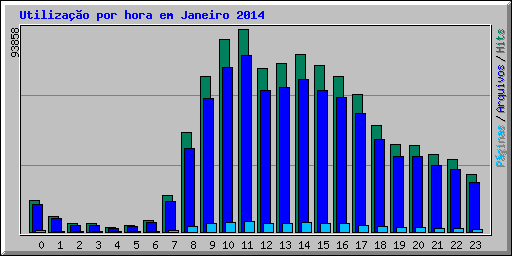 Utilização por hora em Janeiro 2014
93858
Páginas / Arquivos / Hits
0 1 2 3 4 5 6 7 8 9 10 11 12 13 14 15 16 17 18 19 20 21 22 23